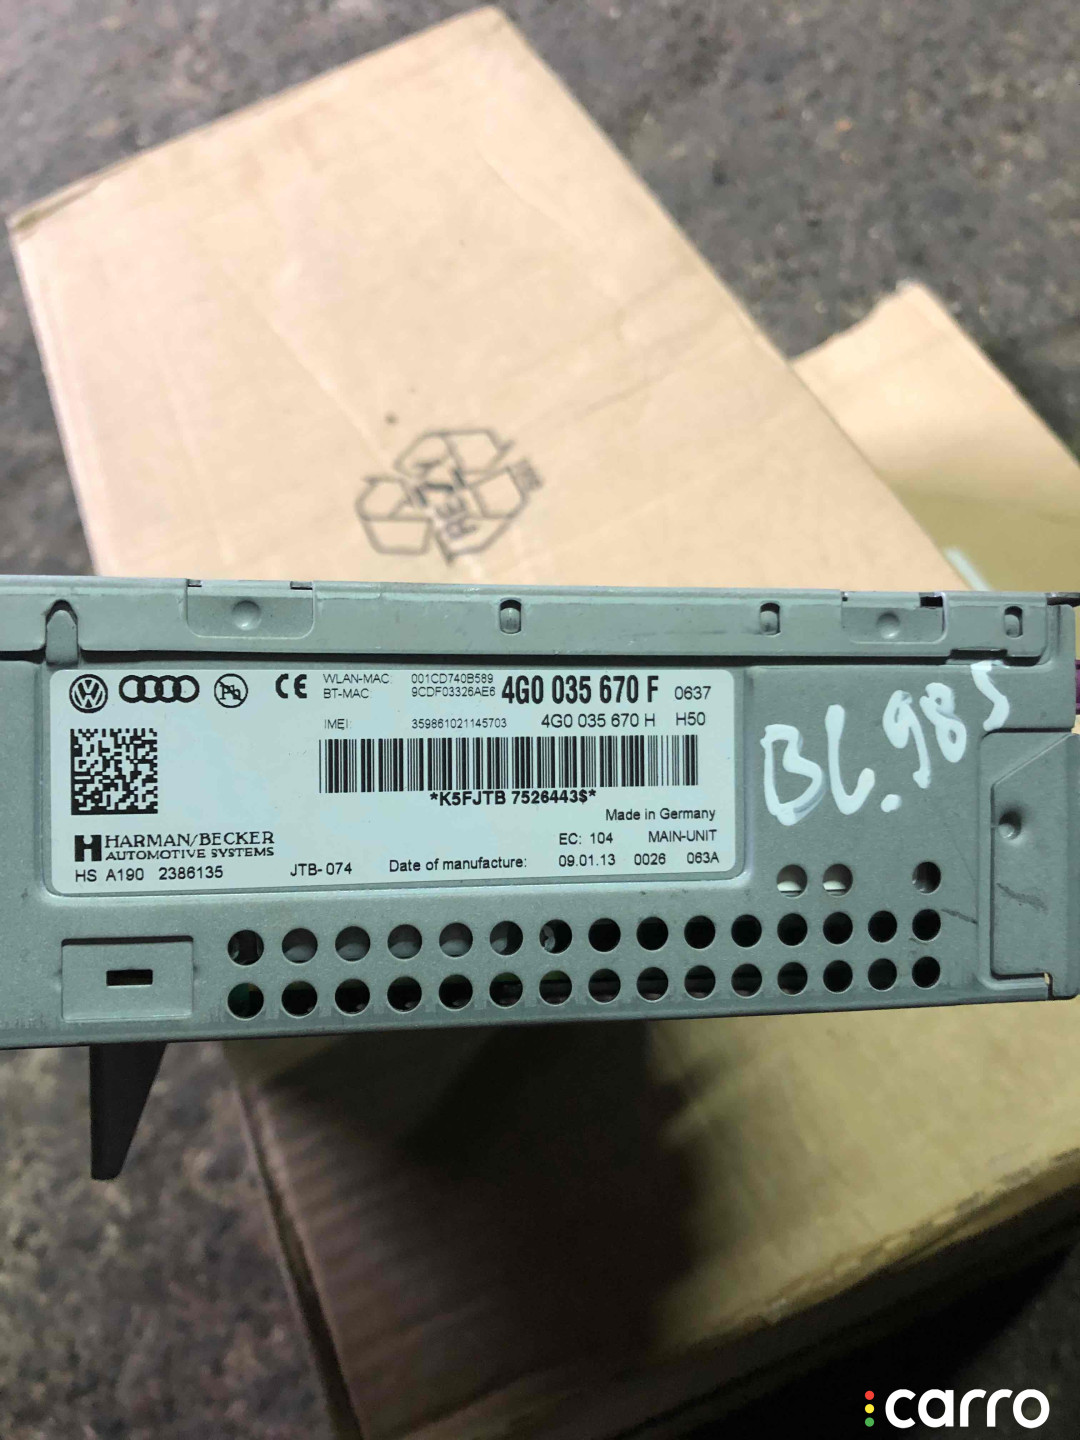 WLAN-MAC: 001CD740B589
BT-MAC: 9CDF03326AE6
4G0 035 670 F 0637
Pb
CE
IMEI: 359861021145703
4G0 035 670 H H50
*K5FJTB 7526443$*
Made in Germany
HARMAN/BECKER
AUTOMOTIVE SYSTEMS
EC: 104 MAIN-UNIT
HS A190 2386135
JTB-074
Date of manufacture: 09.01.13 0026 063A
BL.985
carro